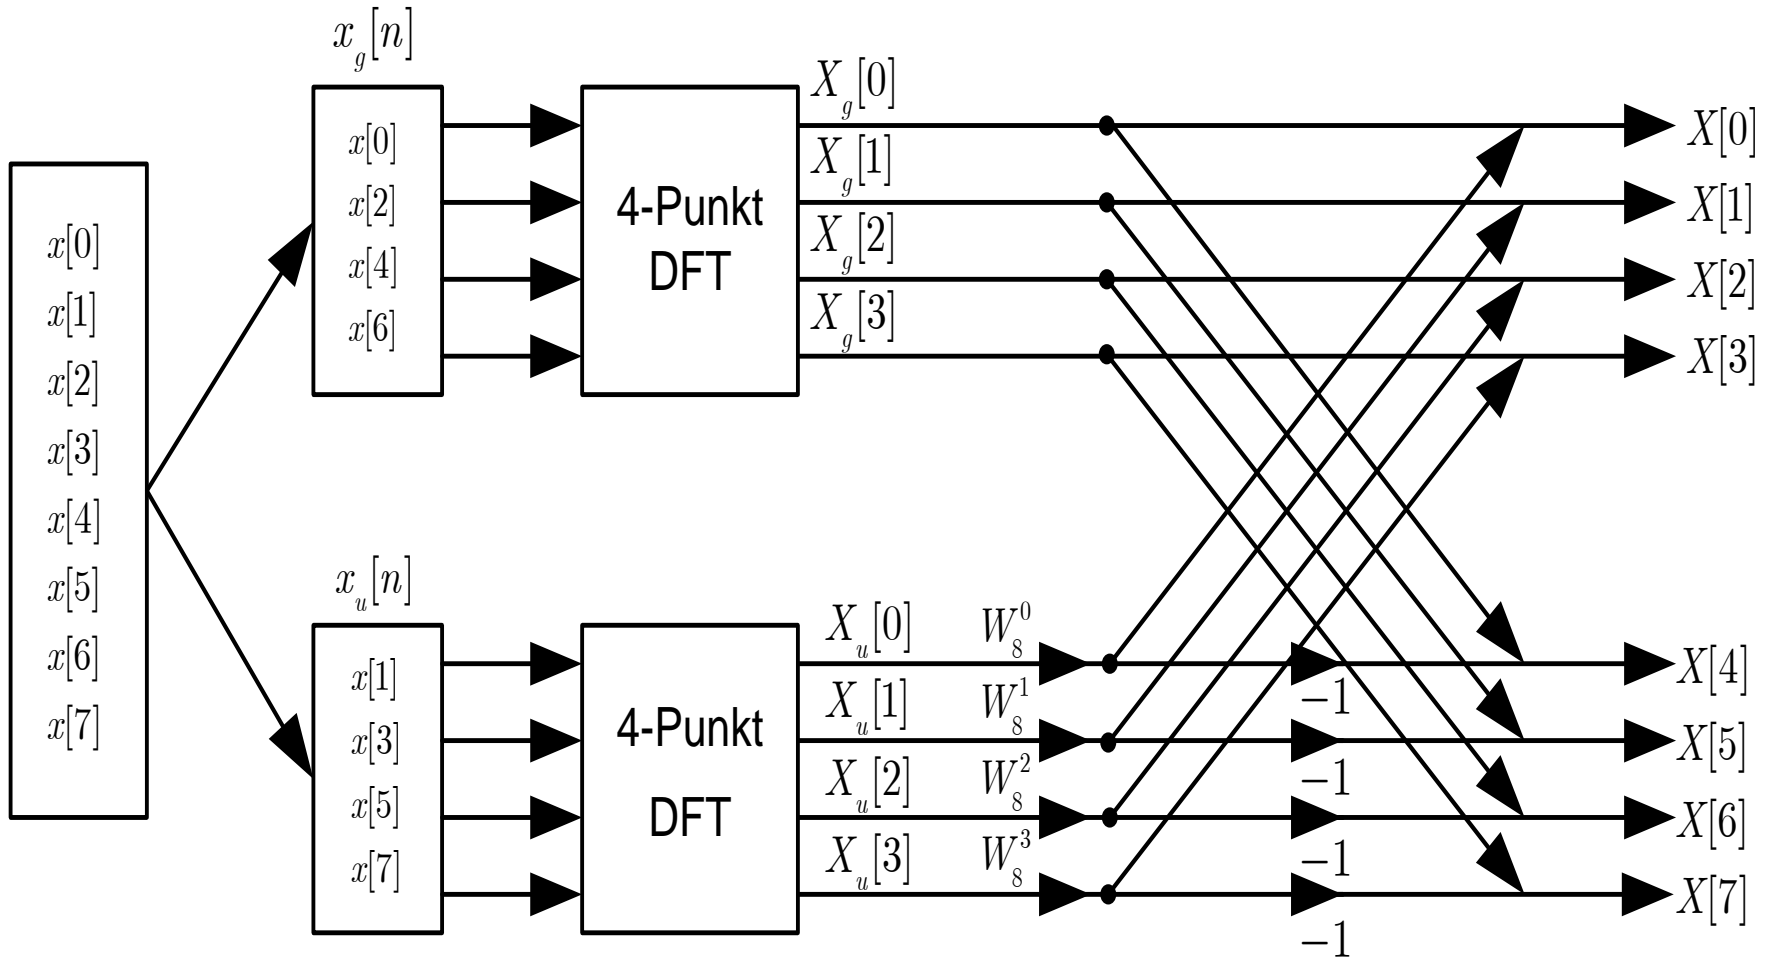 x[0]
x[1]
x[2]
x[3]
x[4]
x[5]
x[6]
x[7]
x_g[n]
x[0]
x[2]
x[4]
x[6]
4-Punkt
DFT
X_g[0]
X_g[1]
X_g[2]
X_g[3]
X[0]
X[1]
X[2]
X[3]
x_u[n]
x[1]
x[3]
x[5]
x[7]
4-Punkt
DFT
X_u[0] W_8^0
X_u[1] W_8^1
X_u[2] W_8^2
X_u[3] W_8^3
−1
−1
−1
−1
X[4]
X[5]
X[6]
X[7]